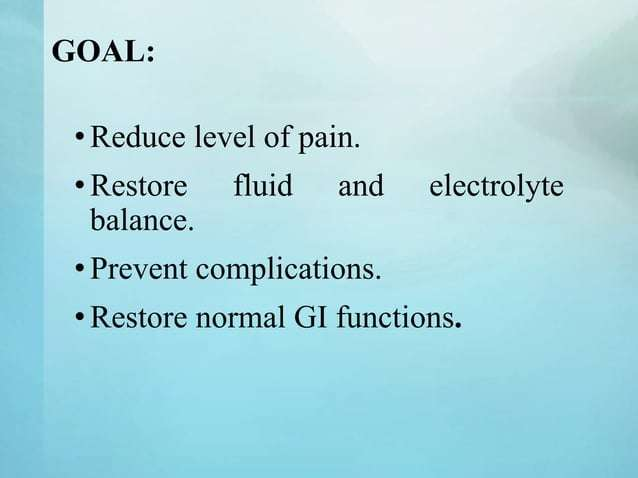 GOAL:
• Reduce level of pain.
• Restore fluid and electrolyte
balance.
• Prevent complications.
• Restore normal GI functions.